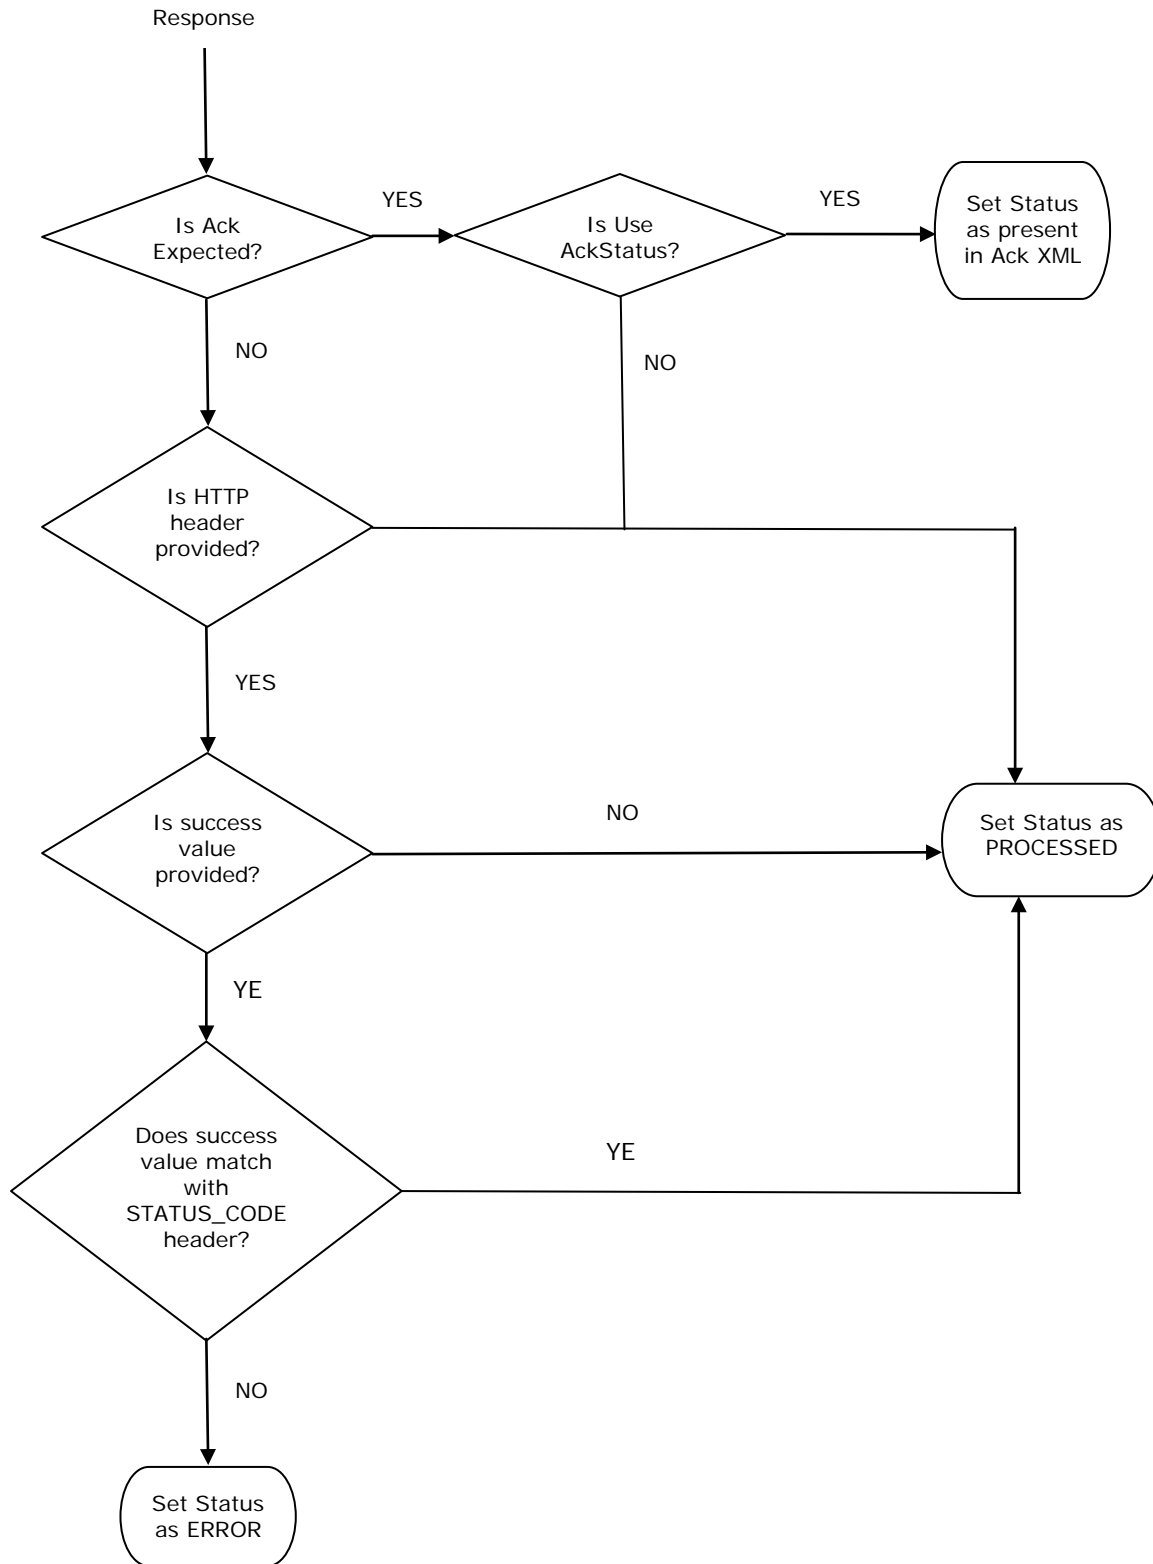 Response
Is Ack
Expected?
YES
Is Use
AckStatus?
YES
Set Status
as present
in Ack XML
NO
NO
Is HTTP
header
provided?
YES
Is success
value
provided?
NO
Set Status as
PROCESSED
YE
Does success
value match
with
STATUS_CODE
header?
YE
NO
Set Status
as ERROR